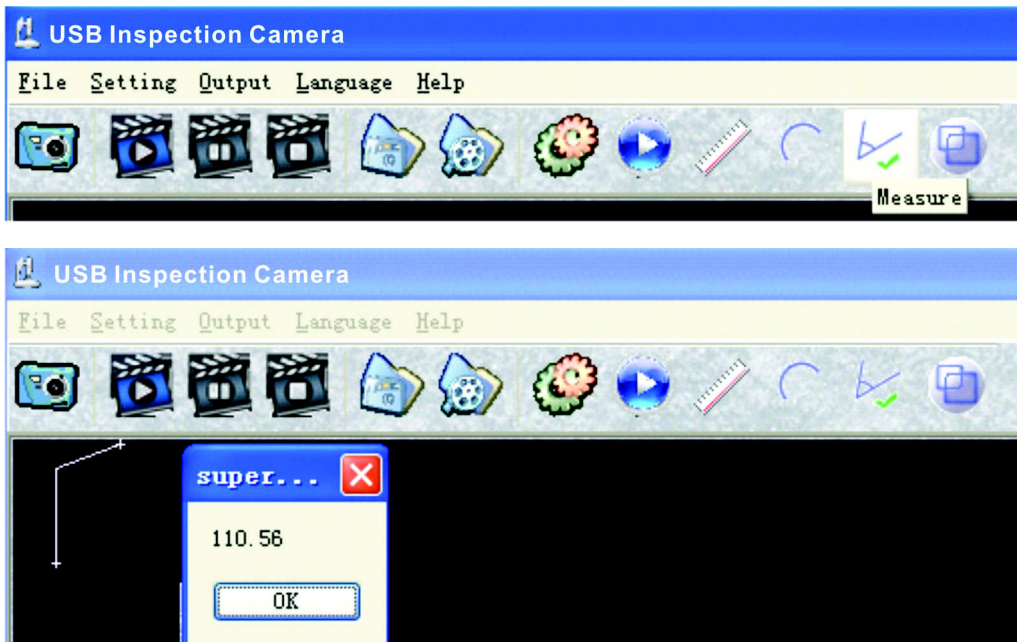 USB Inspection Camera
File Setting Output Language Help
Measure
USB Inspection Camera
File Setting Output Language Help
super...
110.56
OK